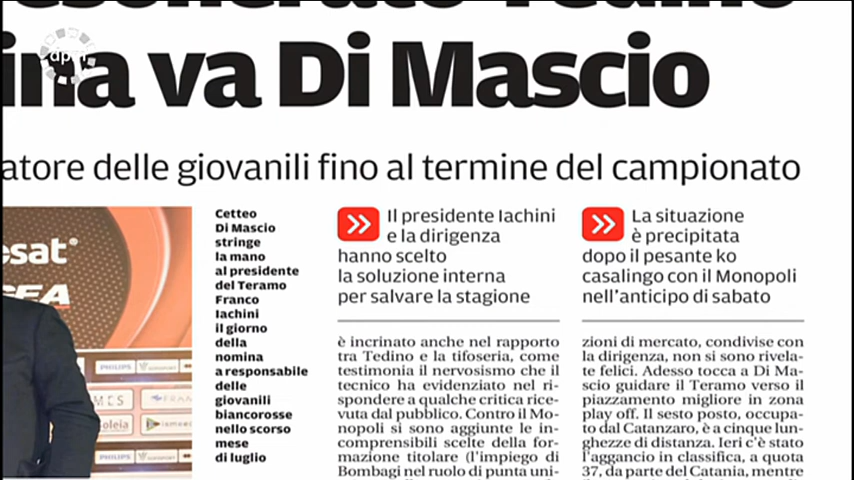 dpm
ina va Di Mascio
atore delle giovanili fino al termine del campionato
Cetteo
Di Mascio
stringe
la mano
al presidente
del Teramo
Franco
Iachini
il giorno
della
nomina
a responsabile
delle
giovanili
biancorosse
nello scorso
mese
di luglio
Il presidente Iachini
e la dirigenza
hanno scelto
la soluzione interna
per salvare la stagione
La situazione
è precipitata
dopo il pesante ko
casalingo con il Monopoli
nell'anticipo di sabato
è incrinato anche nel rapporto
tra Tedino e la tifoseria, come
testimonia il nervosismo che il
tecnico ha evidenziato nel ri-
spondere a qualche critica rice-
vuta dal pubblico. Contro il Mo-
nopoli si sono aggiunte le in-
comprensibili scelte della for-
mazione titolare (l'impiego di
Bombagi nel ruolo di punta uni-
zioni di mercato, condivise con
la dirigenza, non si sono rivela-
te felici. Adesso tocca a Di Ma-
scio guidare il Teramo verso il
piazzamento migliore in zona
play off. Il sesto posto, occupa-
to dal Catanzaro, è a cinque lun-
ghezze di distanza. Ieri c'è stato
l'aggancio in classifica, a quota
37, da parte del Catania, mentre
esat
PHILIPS
MES
oleia
PHILIPS